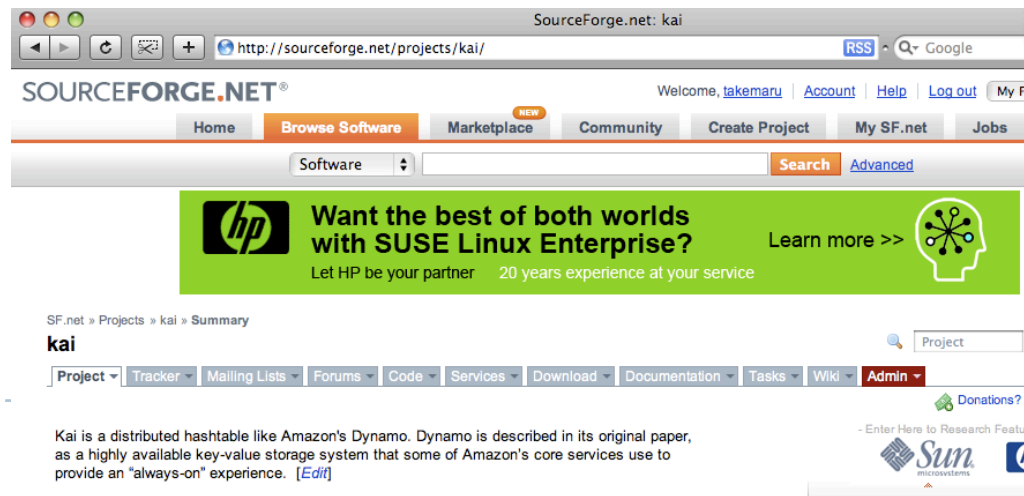 SourceForge.net: kai
http://sourceforge.net/projects/kai/ RSS Google
SOURCEFORGE.NET® Welcome, takemaru Account Help Log out My
NEW
Home Browse Software Marketplace Community Create Project My SF.net Jobs
Software Search Advanced
hp Want the best of both worlds
with SUSE Linux Enterprise? Learn more >>
Let HP be your partner 20 years experience at your service
SF.net » Projects » kai » Summary
kai Project
Project Tracker Mailing Lists Forums Code Services Download Documentation Tasks Wiki Admin
Donations?
Kai is a distributed hashtable like Amazon's Dynamo. Dynamo is described in its original paper,
as a highly available key-value storage system that some of Amazon's core services use to
provide an “always-on” experience. [Edit]
- Enter Here to Research Featu
Sun
microsystems